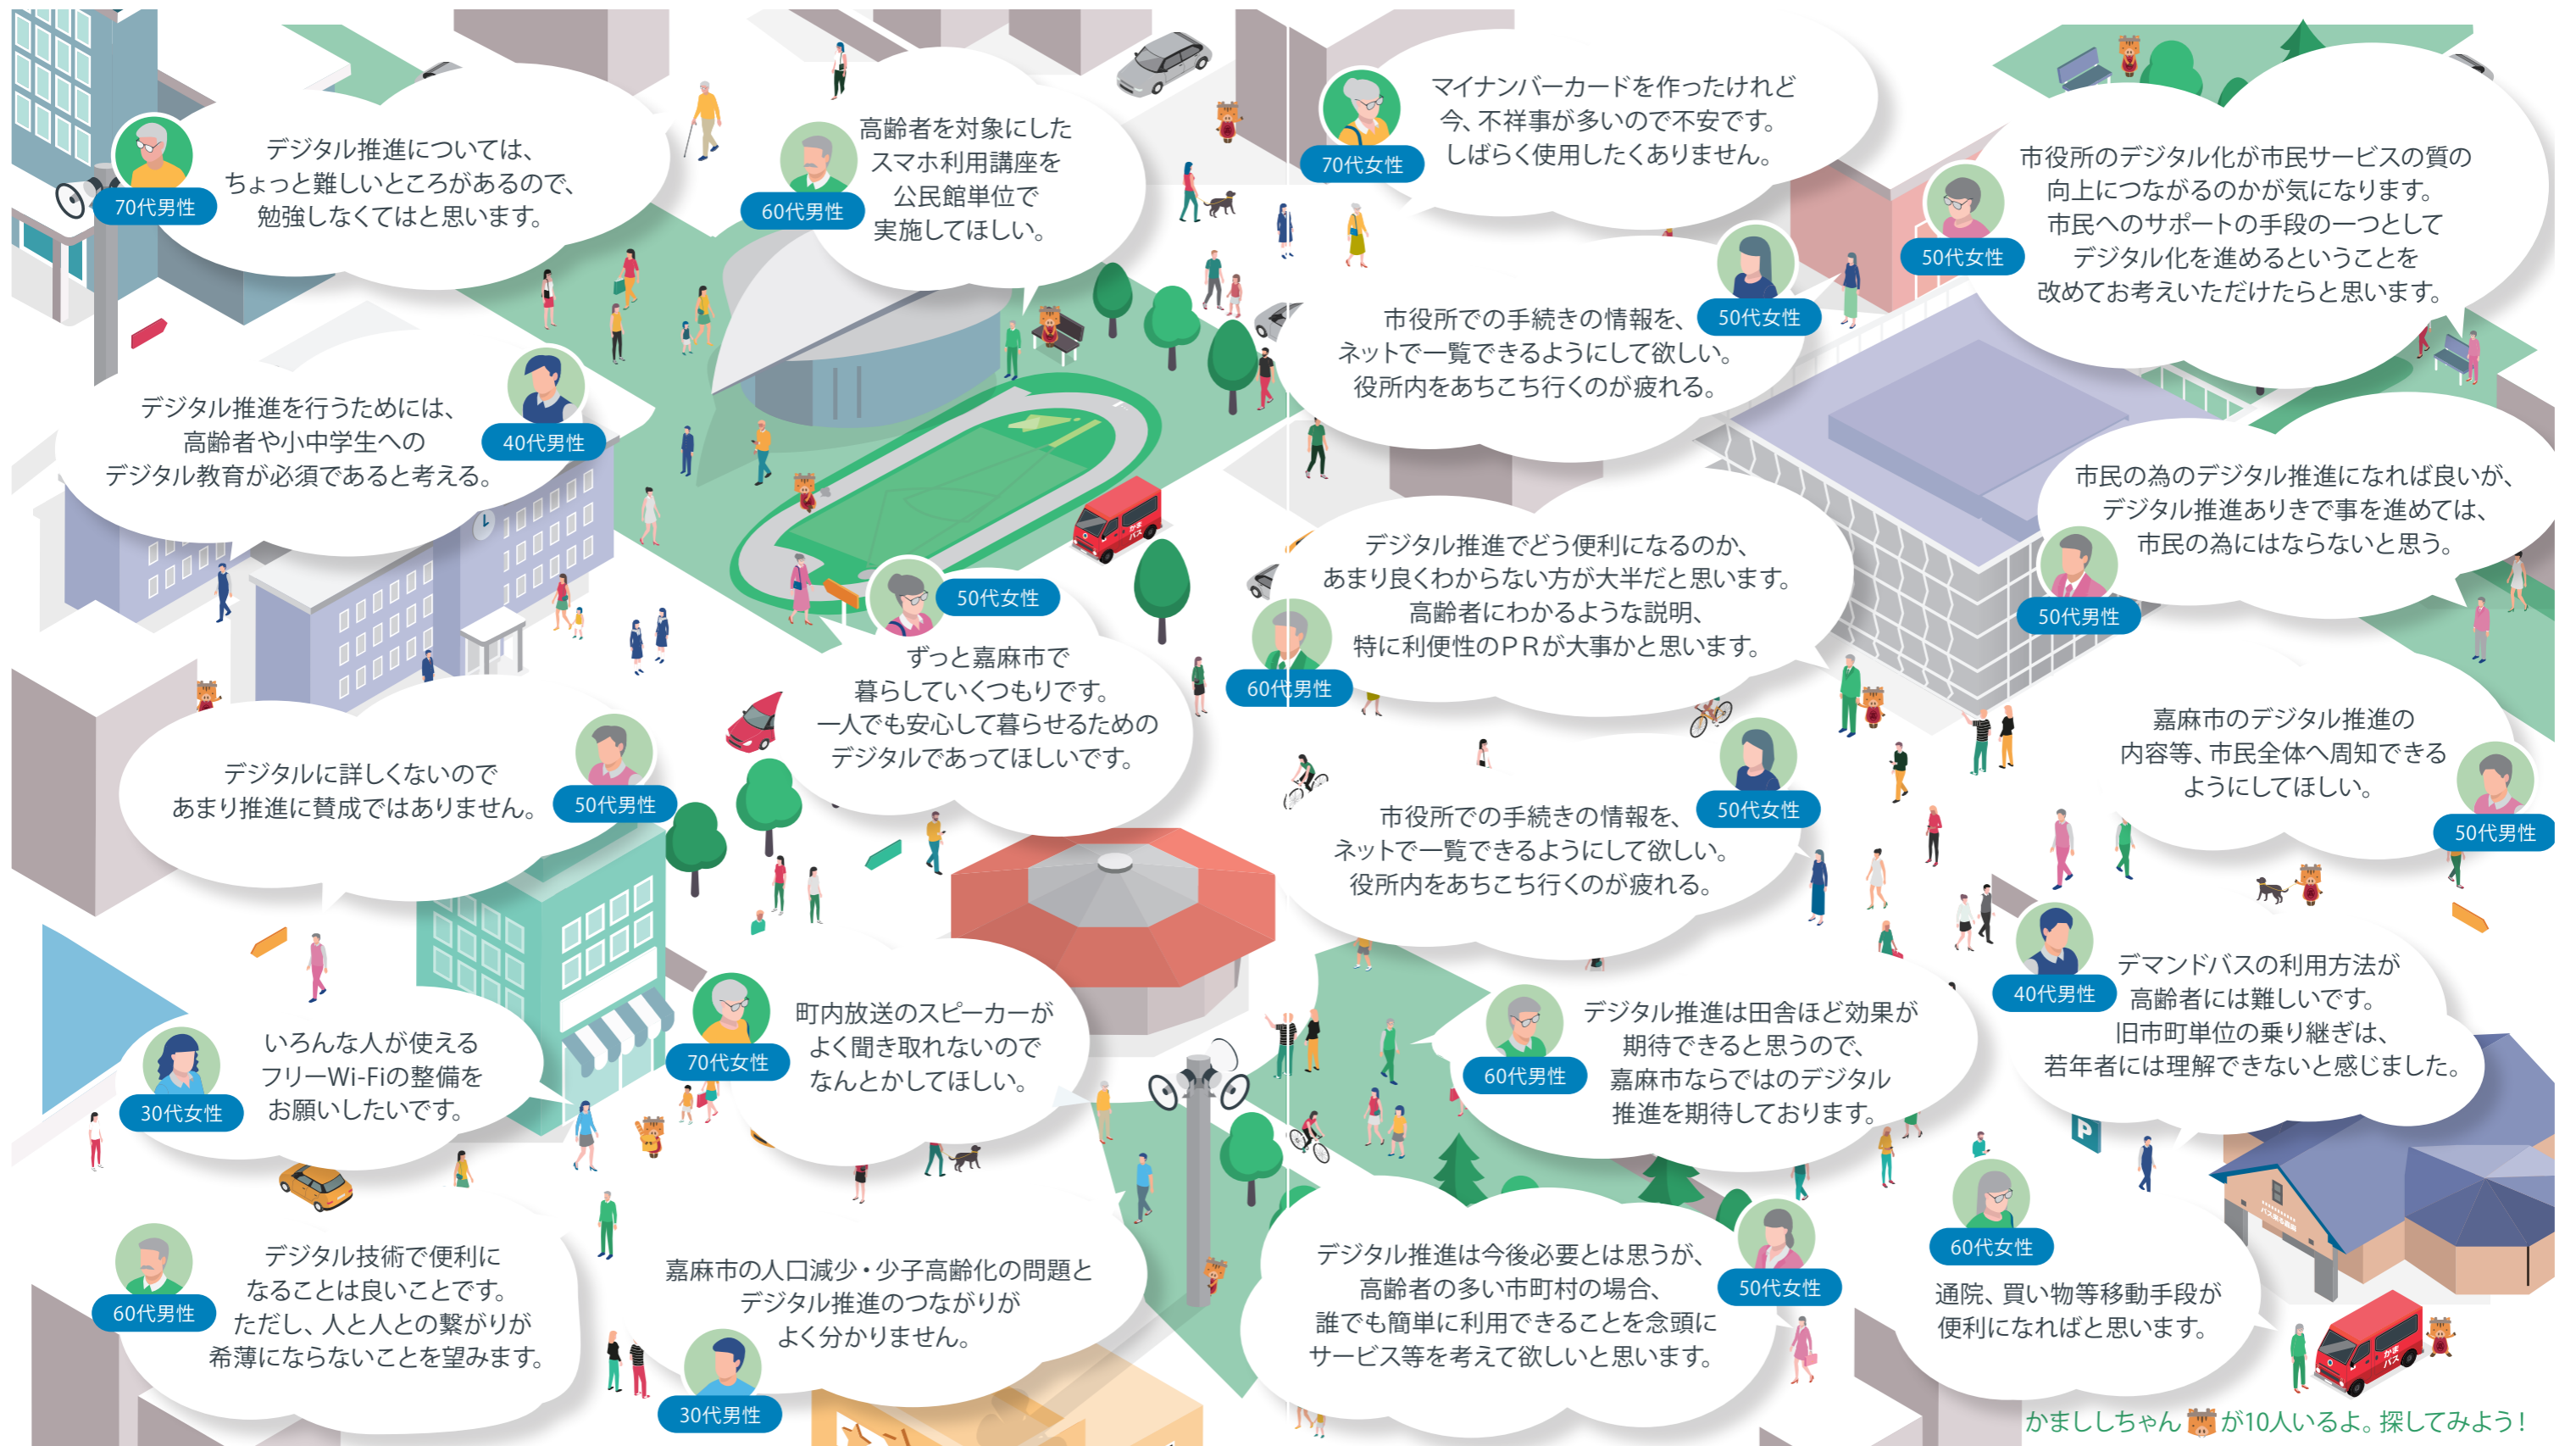 70代男性
デジタル推進については、
ちょっと難しいところがあるので、
勉強しなくてはと思います。
60代男性
高齢者を対象にした
スマホ利用講座を
公民館単位で
実施してほしい。
70代女性
マイナンバーカードを作ったけれど
今、不祥事が多いので不安です。
しばらく使用したくありません。
50代女性
市役所のデジタル化が市民サービスの質の
向上につながるのかが気になります。
市民へのサポートの手段の一つとして
デジタル化を進めるということを
改めてお考えいただけたらと思います。
50代女性
市役所での手続きの情報を、
ネットで一覧できるようにして欲しい。
役所内をあちこち行くのが疲れる。
40代男性
デジタル推進を行うためには、
高齢者や小中学生への
デジタル教育が必須であると考える。
50代男性
市民の為のデジタル推進になれば良いが、
デジタル推進ありきで事を進めては、
市民の為にはならないと思う。
かま
バス
60代男性
デジタル推進でどう便利になるのか、
あまり良くわからない方が大半だと思います。
高齢者にわかるような説明、
特に利便性のPRが大事かと思います。
50代女性
ずっと嘉麻市で
暮らしていくつもりです。
一人でも安心して暮らせるための
デジタルであってほしいです。
50代男性
デジタルに詳しくないので
あまり推進に賛成ではありません。
50代男性
嘉麻市のデジタル推進の
内容等、市民全体へ周知できる
ようにしてほしい。
50代女性
市役所での手続きの情報を、
ネットで一覧できるようにして欲しい。
役所内をあちこち行くのが疲れる。
40代男性
デマンドバスの利用方法が
高齢者には難しいです。
旧市町単位の乗り継ぎは、
若年者には理解できないと感じました。
30代女性
いろんな人が使える
フリーWi-Fiの整備を
お願いしたいです。
70代女性
町内放送のスピーカーが
よく聞き取れないので
なんとかしてほしい。
60代男性
デジタル推進は田舎ほど効果が
期待できると思うので、
嘉麻市ならではのデジタル
推進を期待しております。
P
60代男性
デジタル技術で便利に
なることは良いことです。
ただし、人と人との繋がりが
希薄にならないことを望みます。
30代男性
嘉麻市の人口減少・少子高齢化の問題と
デジタル推進のつながりが
よく分かりません。
50代女性
デジタル推進は今後必要とは思うが、
高齢者の多い市町村の場合、
誰でも簡単に利用できることを念頭に
サービス等を考えて欲しいと思います。
60代女性
通院、買い物等移動手段が
便利になればと思います。
かま
バス
かまししちゃん が10人いるよ。探してみよう!